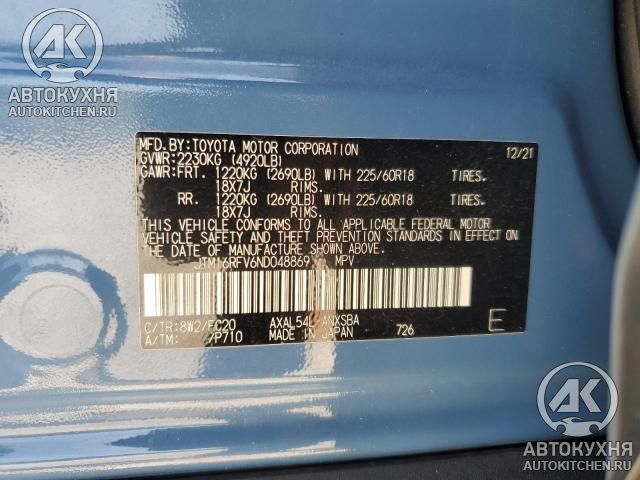 АК
АВТОКУХНЯ
AUTOKITCHEN.RU
MFD. BY: TOYOTA MOTOR CORPORATION 12/21
GVWR: 2230KG (4920LB)
GAWR: FRT. 1220KG (2690LB) WITH 225/60R18 TIRES.
18X7J RIMS.
RR. 1220KG (2690LB) WITH 225/60R18 TIRES.
18X7J RIMS.
THIS VEHICLE CONFORMS TO ALL APPLICABLE FEDERAL MOTOR
VEHICLE SAFETY AND THEFT PREVENTION STANDARDS IN EFFECT ON
THE DATE OF MANUFACTURE SHOWN ABOVE.
JTM16RFV6ND048869 MPV
C/TR: 8W2/FC20 AXAL54L-ANXSBA E
A/TM: /P710 MADE IN JAPAN 726
АК
АВТОКУХНЯ
AUTOKITCHEN.RU